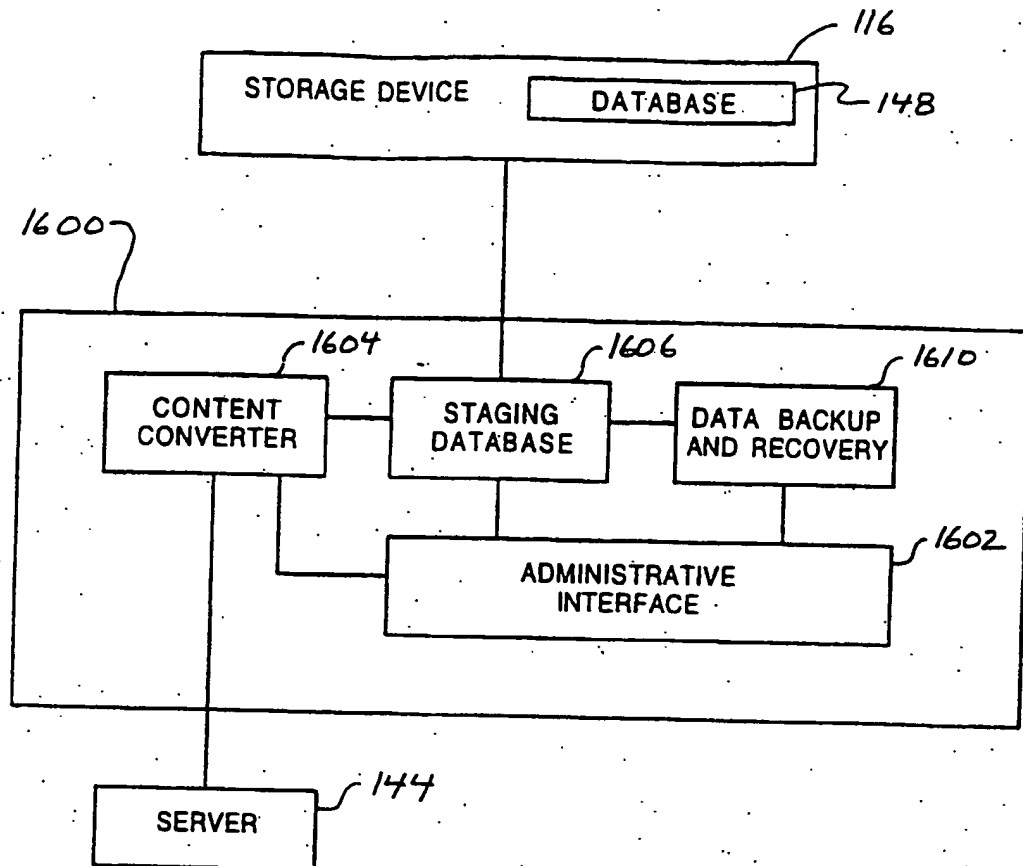 116
STORAGE DEVICE
DATABASE
148
1600
1604
1606
1610
CONTENT
CONVERTER
STAGING
DATABASE
DATA BACKUP
AND RECOVERY
1602
ADMINISTRATIVE
INTERFACE
144
SERVER